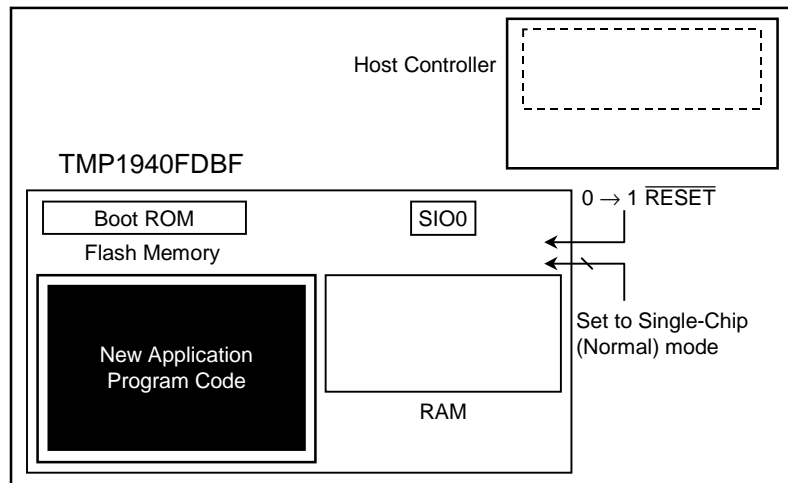 Host Controller
TMP1940FDBF
0 → 1 RESET
Boot ROM
SIO0
Flash Memory
Set to Single-Chip
(Normal) mode
New Application
Program Code
RAM